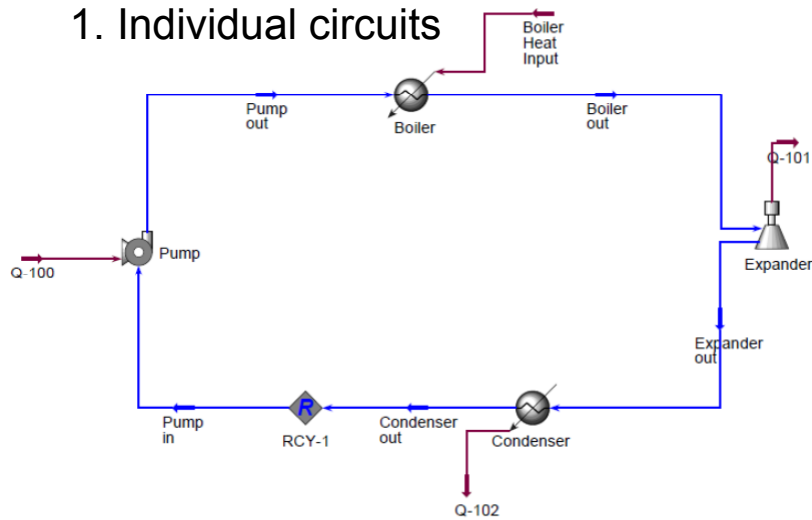 1. Individual circuits
Boiler
Heat
Input
Pump
out
Boiler
Boiler
out
Q-101
Pump
Q-100
Expander
Expander
out
Pump
in
R
RCY-1
Condenser
out
Condenser
Q-102